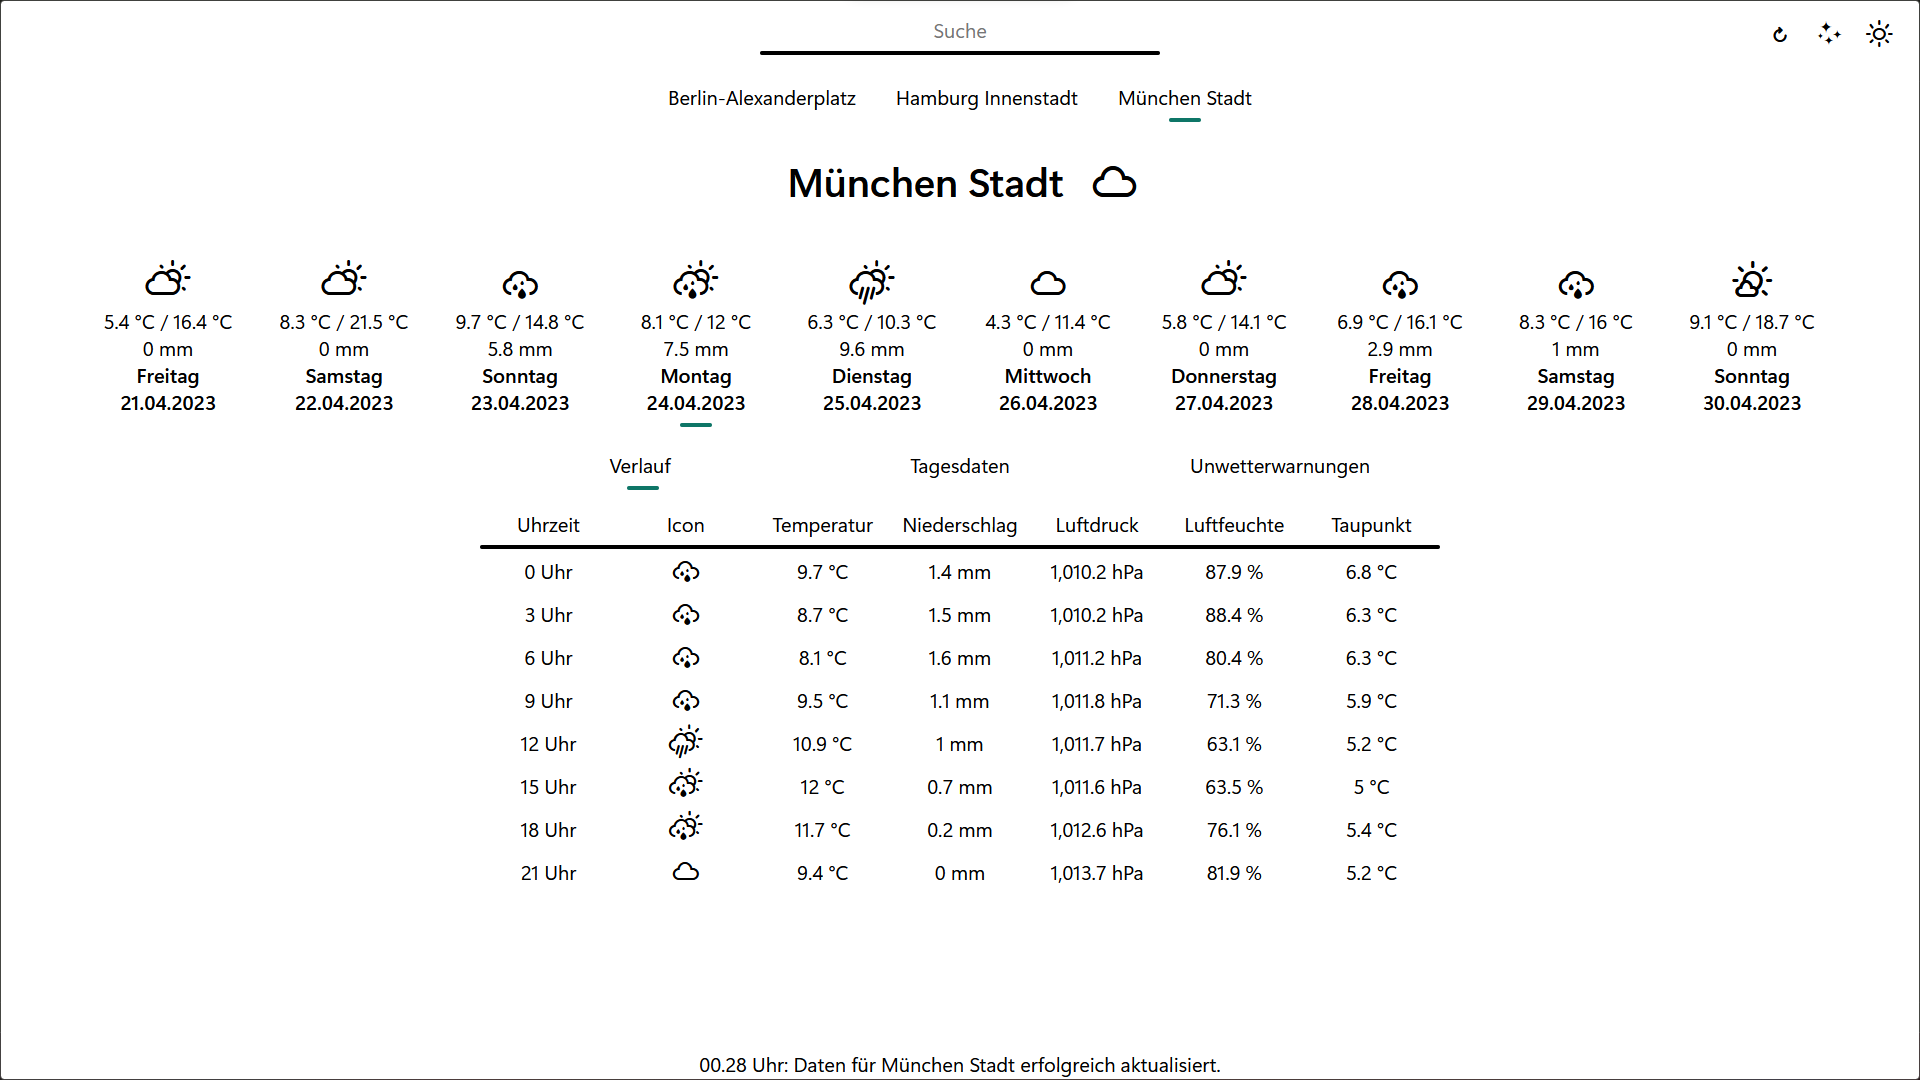 Suche
Berlin-Alexanderplatz Hamburg Innenstadt München Stadt
München Stadt
5.4 °C / 16.4 °C 8.3 °C / 21.5 °C 9.7 °C / 14.8 °C 8.1 °C / 12 °C 6.3 °C / 10.3 °C 4.3 °C / 11.4 °C 5.8 °C / 14.1 °C 6.9 °C / 16.1 °C 8.3 °C / 16 °C 9.1 °C / 18.7 °C
0 mm 0 mm 5.8 mm 7.5 mm 9.6 mm 0 mm 0 mm 2.9 mm 1 mm 0 mm
Freitag Samstag Sonntag Montag Dienstag Mittwoch Donnerstag Freitag Samstag Sonntag
21.04.2023 22.04.2023 23.04.2023 24.04.2023 25.04.2023 26.04.2023 27.04.2023 28.04.2023 29.04.2023 30.04.2023
Verlauf Tagesdaten Unwetterwarnungen
Uhrzeit Icon Temperatur Niederschlag Luftdruck Luftfeuchte Taupunkt
0 Uhr 9.7 °C 1.4 mm 1,010.2 hPa 87.9 % 6.8 °C
3 Uhr 8.7 °C 1.5 mm 1,010.2 hPa 88.4 % 6.3 °C
6 Uhr 8.1 °C 1.6 mm 1,011.2 hPa 80.4 % 6.3 °C
9 Uhr 9.5 °C 1.1 mm 1,011.8 hPa 71.3 % 5.9 °C
12 Uhr 10.9 °C 1 mm 1,011.7 hPa 63.1 % 5.2 °C
15 Uhr 12 °C 0.7 mm 1,011.6 hPa 63.5 % 5 °C
18 Uhr 11.7 °C 0.2 mm 1,012.6 hPa 76.1 % 5.4 °C
21 Uhr 9.4 °C 0 mm 1,013.7 hPa 81.9 % 5.2 °C
00.28 Uhr: Daten für München Stadt erfolgreich aktualisiert.